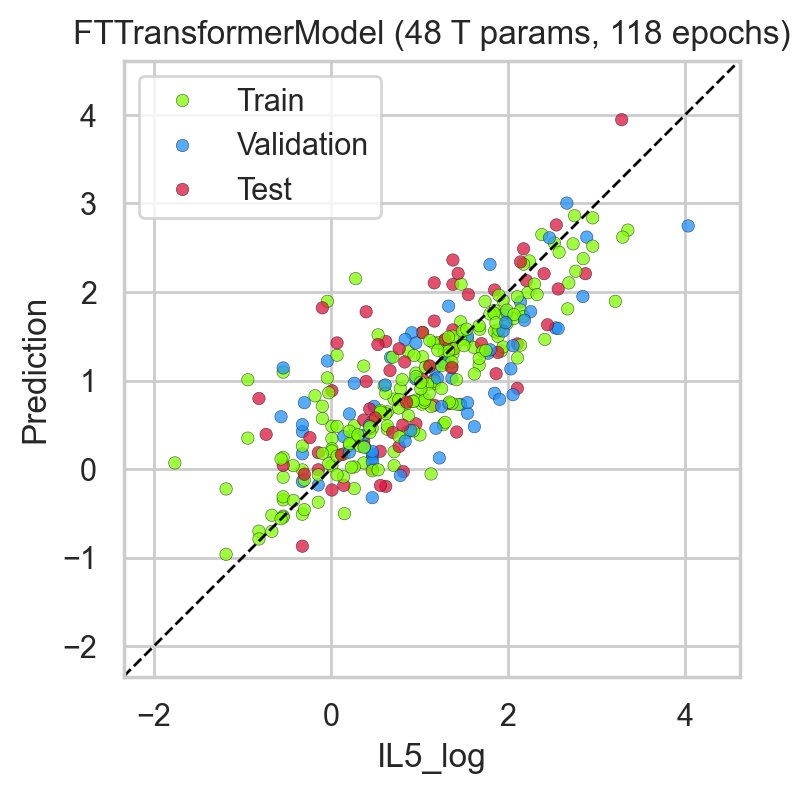 FTTransformerModel (48 T params, 118 epochs)
Train
Validation
Test
4
3
2
1
0
−1
−2
Prediction
−2
0
2
4
IL5_log